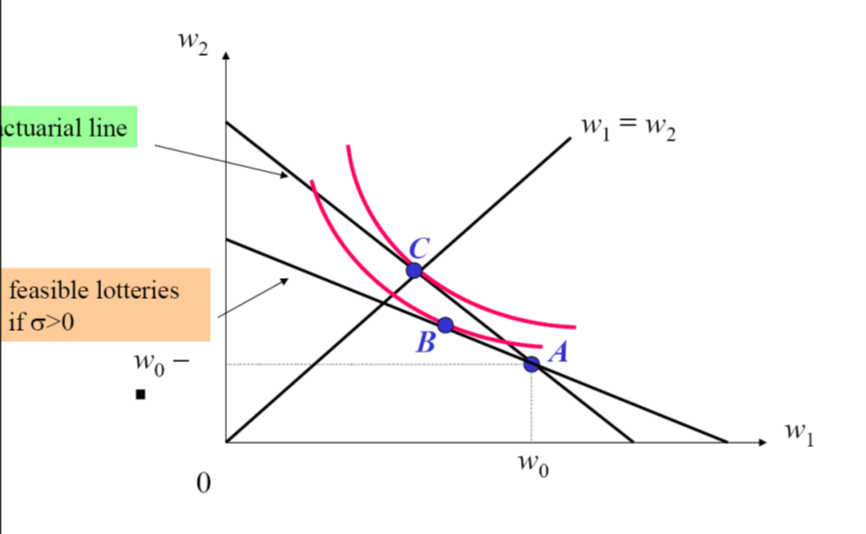 w₂
ctuarial line
w₁ = w₂
C
feasible lotteries
if σ>0
B
A
w₀ −
w₁
w₀
0